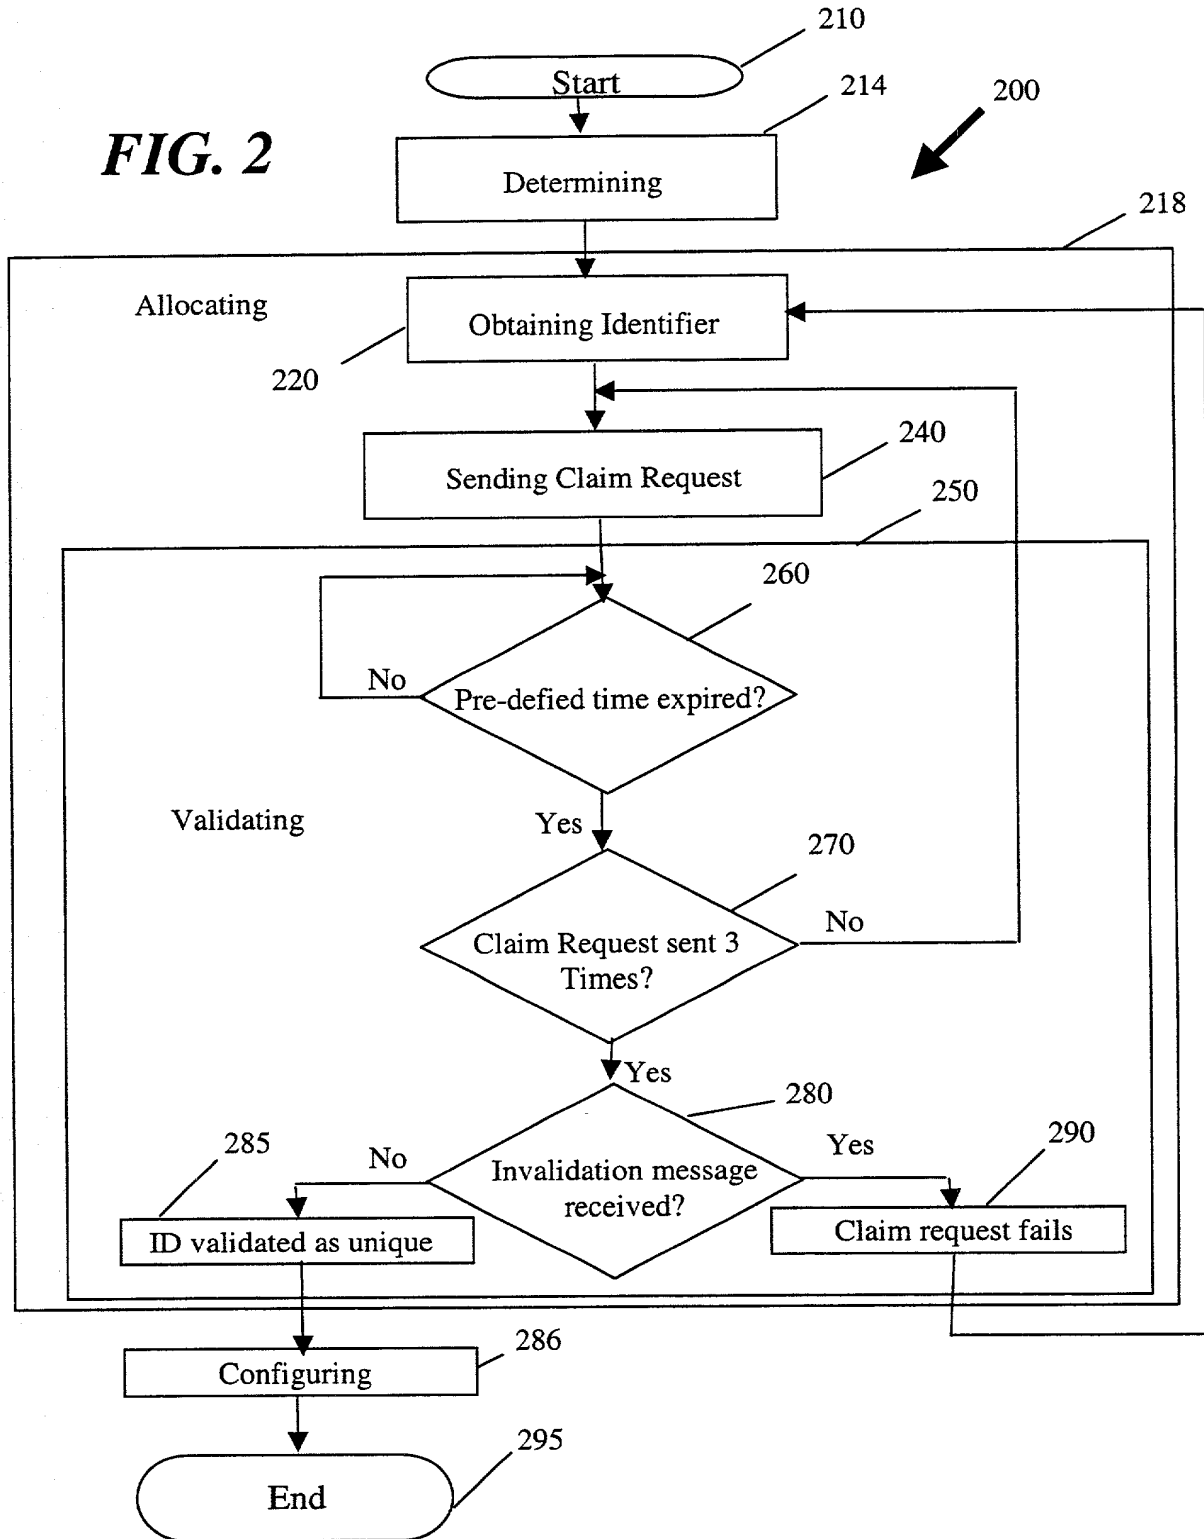 210
Start
214
200
FIG. 2
Determining
218
Allocating
Obtaining Identifier
220
240
Sending Claim Request
250
260
No
Pre-defied time expired?
Validating
Yes
270
No
Claim Request sent 3
Times?
Yes
280
285
No
Yes
290
Invalidation message
received?
ID validated as unique
Claim request fails
286
Configuring
295
End